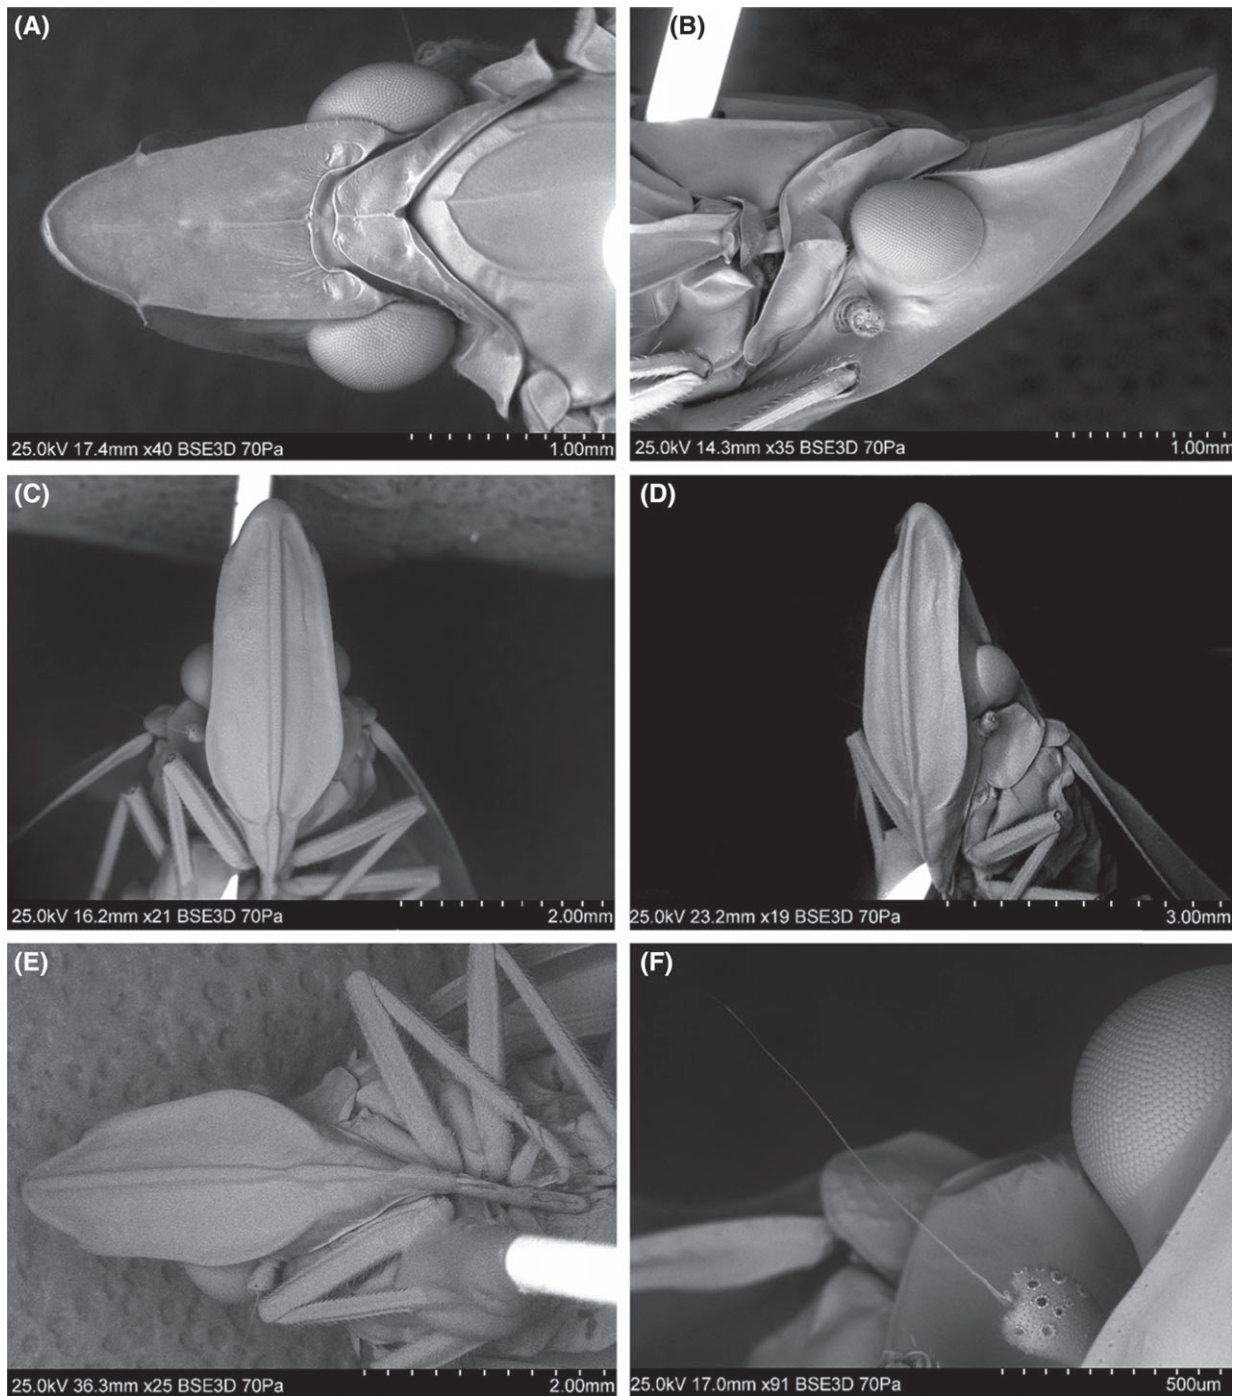 (A)
(B)
25.0kV 17.4mm x40 BSE3D 70Pa 1.00mm
25.0kV 14.3mm x35 BSE3D 70Pa 1.00mm
(C)
(D)
25.0kV 16.2mm x21 BSE3D 70Pa 2.00mm
25.0kV 23.2mm x19 BSE3D 70Pa 3.00mm
(E)
(F)
25.0kV 36.3mm x25 BSE3D 70Pa 2.00mm
25.0kV 17.0mm x91 BSE3D 70Pa 500um